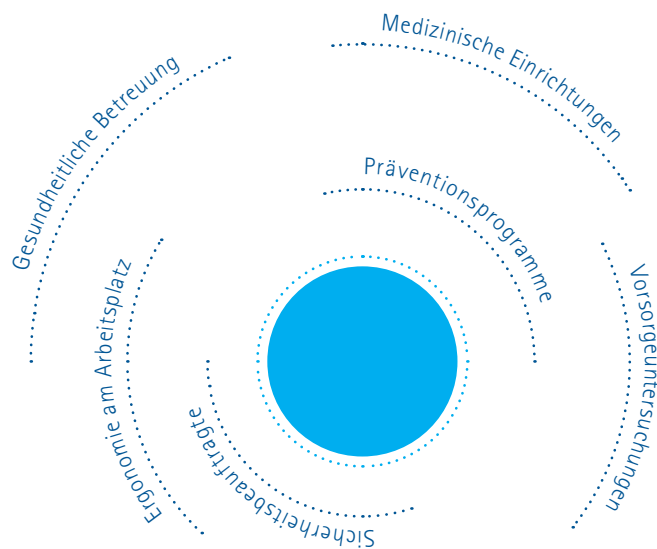 Medizinische Einrichtungen
Gesundheitliche Betreuung
Präventionsprogramme
Vorsorgeuntersuchungen
Ergonomie am Arbeitsplatz
Sicherheitsbeauftragte